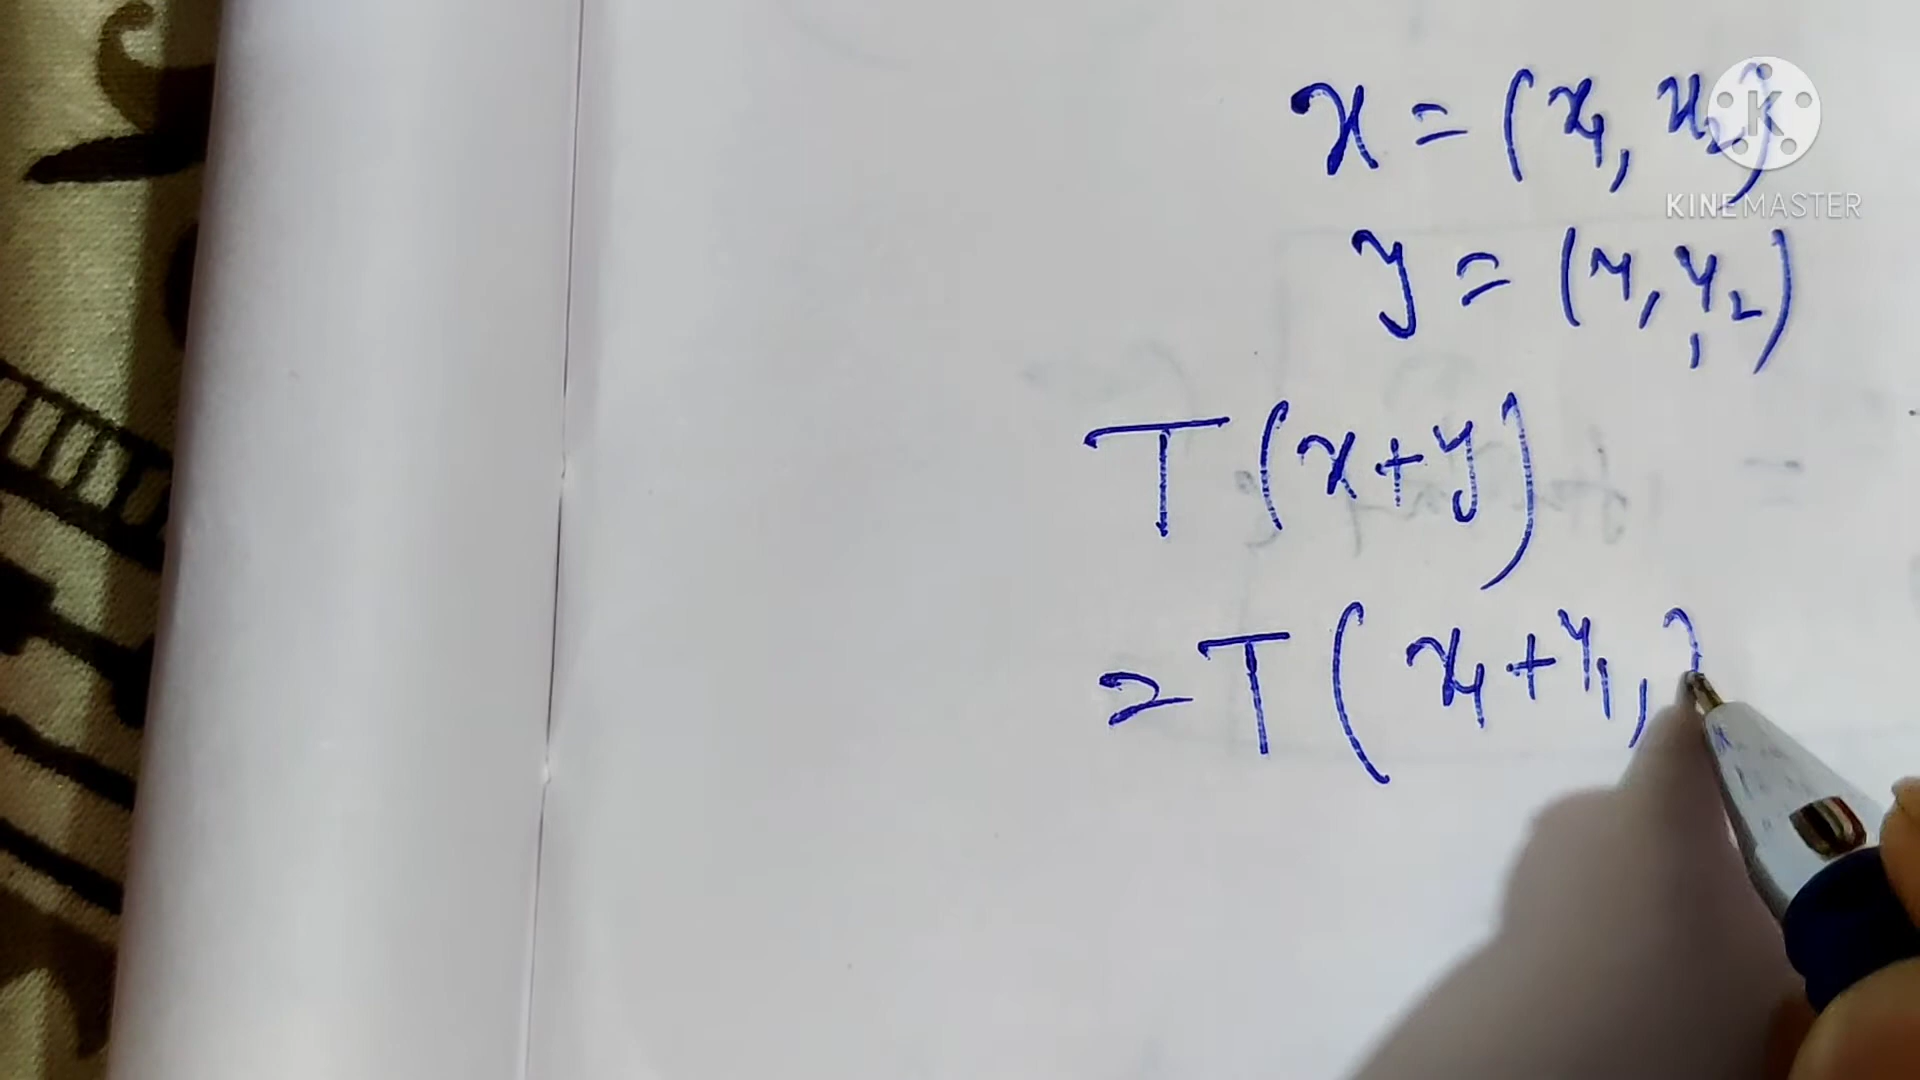 x = (x₁, x₂)
K
KINEMASTER
y = (y₁, y₂)
T(x+y)
= T(x₁+y₁,